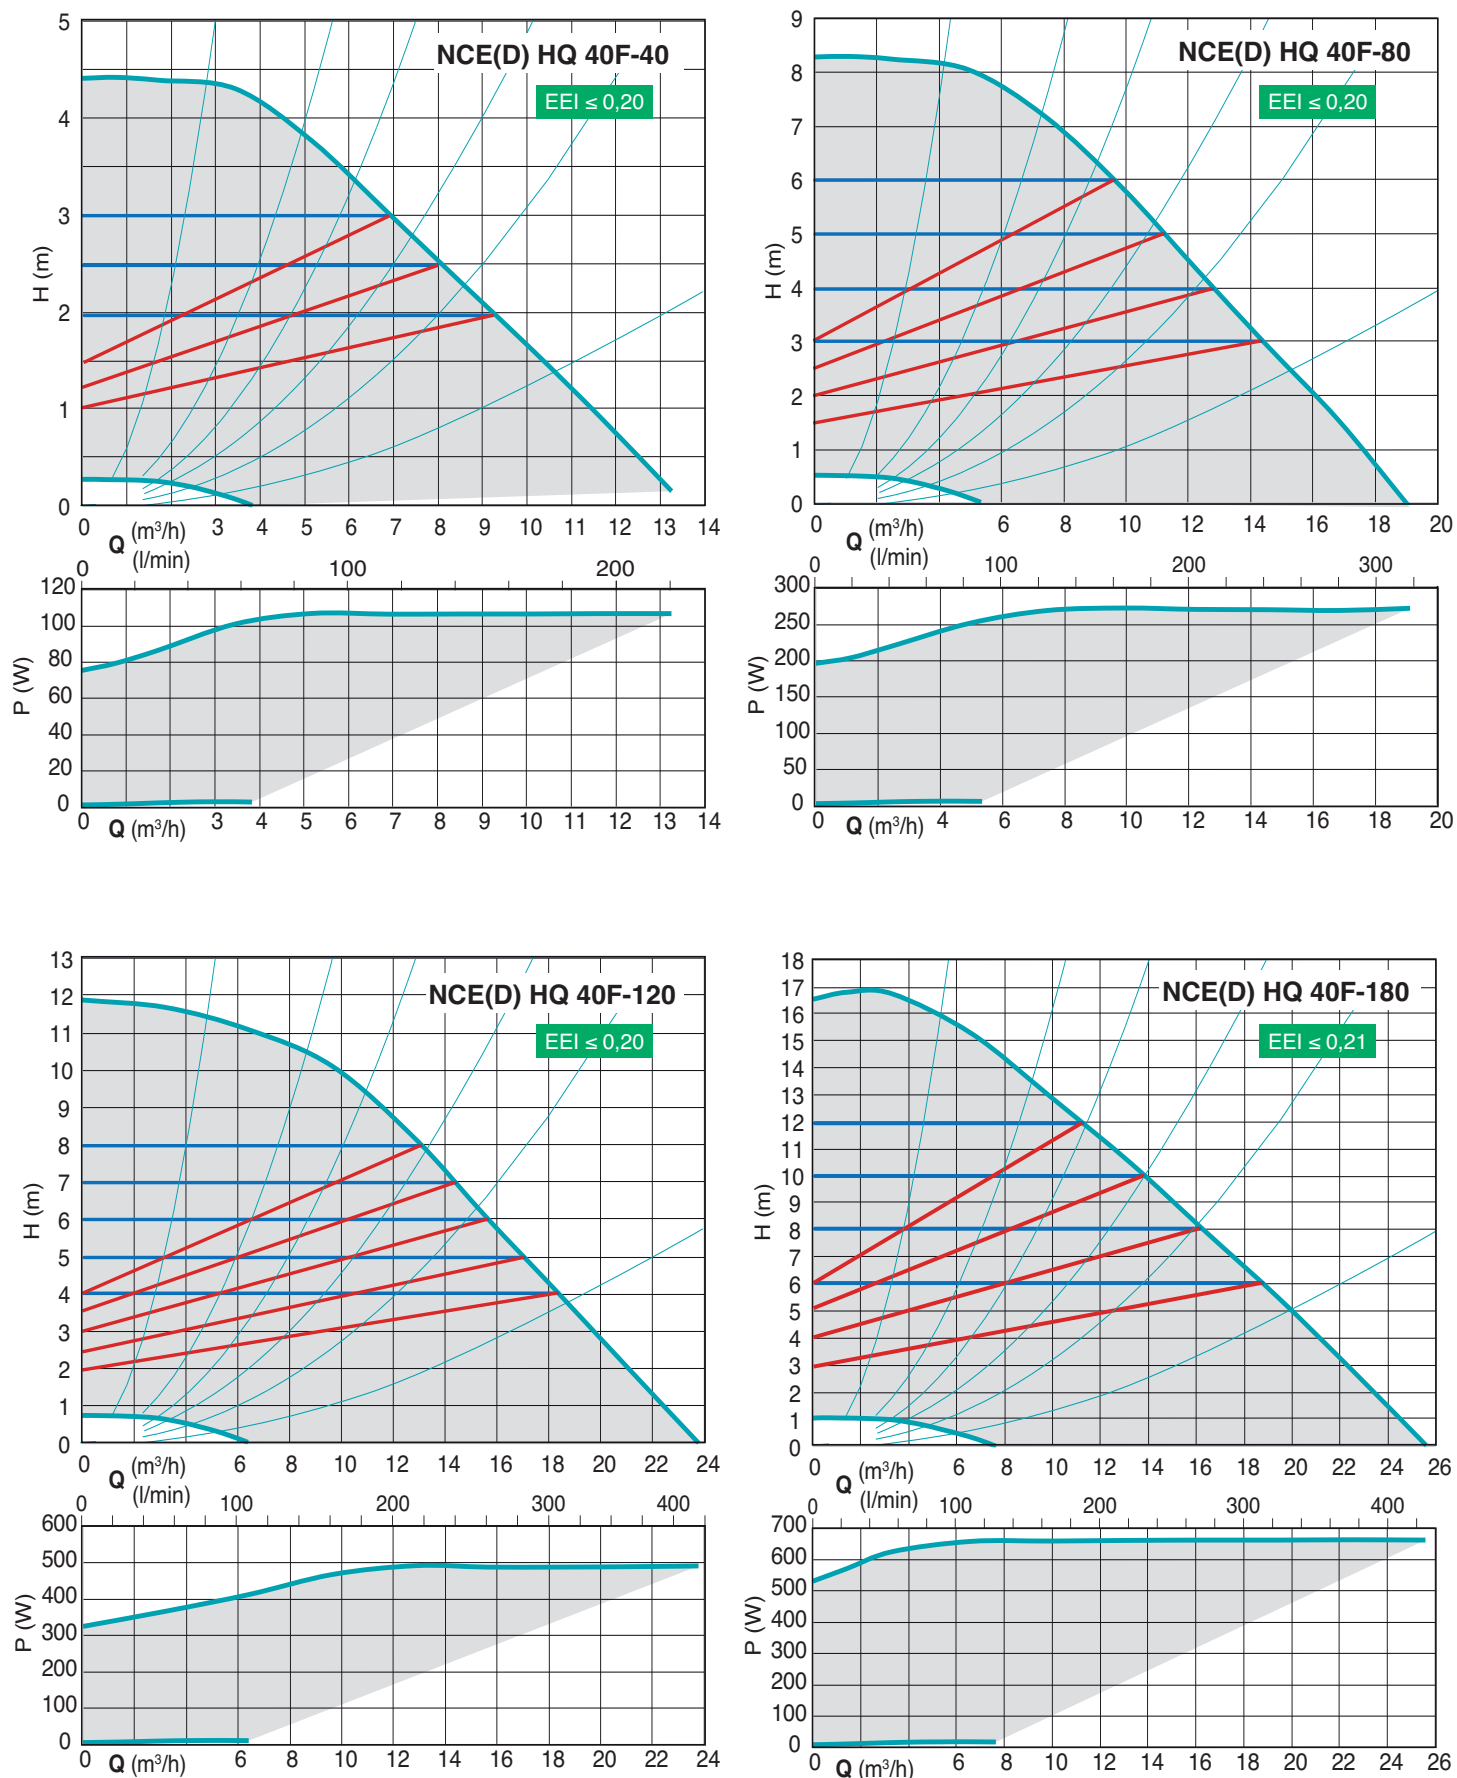 NCE(D) HQ 40F-40
EEI ≤ 0,20
H (m)
5
4
3
2
1
0
0 3 4 5 6 7 8 9 10 11 12 13 14
Q (m³/h)
(l/min)
0 100 200
P (W)
120
100
80
60
40
20
0
0 Q (m³/h) 3 4 5 6 7 8 9 10 11 12 13 14
NCE(D) HQ 40F-80
EEI ≤ 0,20
H (m)
9
8
7
6
5
4
3
2
1
0
0 6 8 10 12 14 16 18 20
Q (m³/h)
(l/min)
0 100 200 300
P (W)
300
250
200
150
100
50
0
0 Q (m³/h) 4 6 8 10 12 14 16 18 20
NCE(D) HQ 40F-120
EEI ≤ 0,20
H (m)
13
12
11
10
9
8
7
6
5
4
3
2
1
0
0 6 8 10 12 14 16 18 20 22 24
Q (m³/h)
(l/min)
0 100 200 300 400
P (W)
600
500
400
300
200
100
0
0 Q (m³/h) 6 8 10 12 14 16 18 20 22 24
NCE(D) HQ 40F-180
EEI ≤ 0,21
H (m)
18
17
16
15
14
13
12
11
10
9
8
7
6
5
4
3
2
1
0
0 6 8 10 12 14 16 18 20 22 24 26
Q (m³/h)
(l/min)
0 100 200 300 400
P (W)
700
600
500
400
300
200
100
0
0 Q (m³/h) 6 8 10 12 14 16 18 20 22 24 26